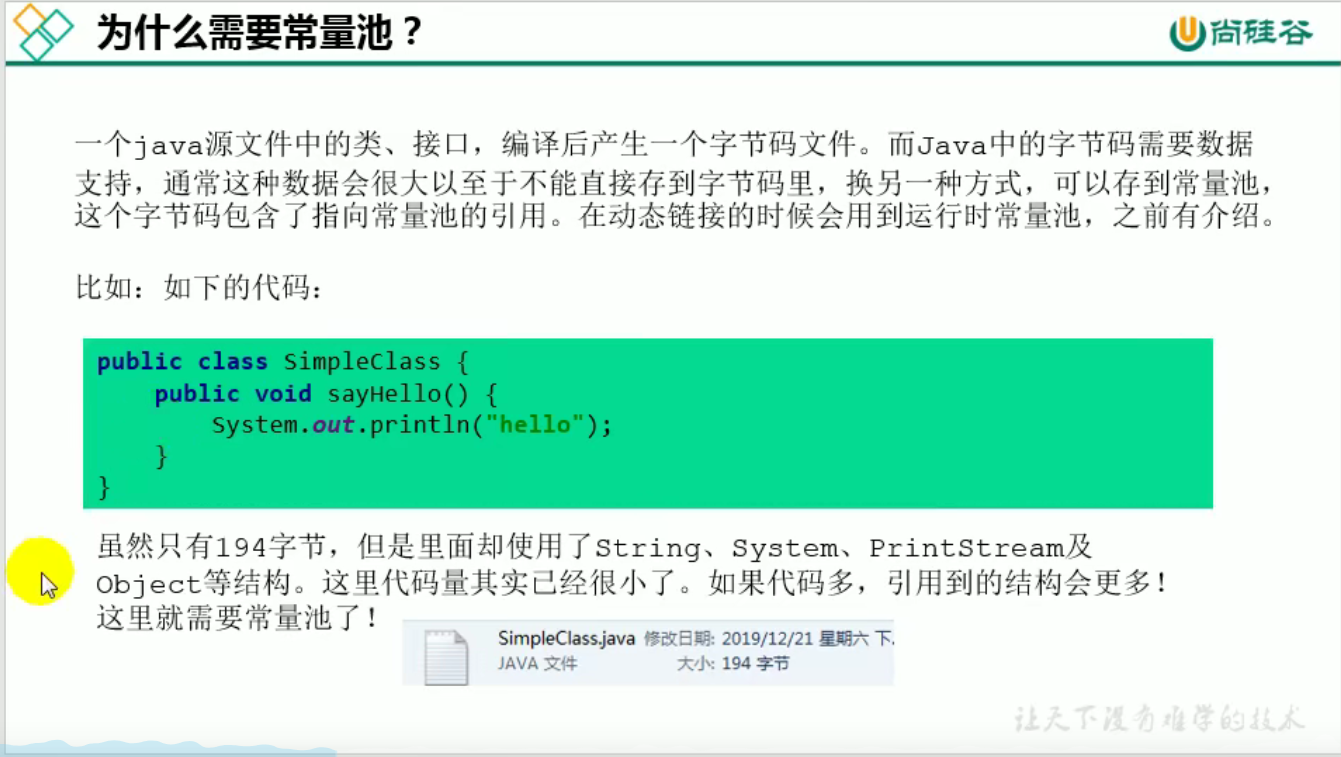 为什么需要常量池？
尚硅谷
一个java源文件中的类、接口，编译后产生一个字节码文件。而Java中的字节码需要数据
支持，通常这种数据会很大以至于不能直接存到字节码里，换另一种方式，可以存到常量池，
这个字节码包含了指向常量池的引用。在动态链接的时候会用到运行时常量池，之前有介绍。
比如：如下的代码：
public class SimpleClass {
    public void sayHello() {
        System.out.println("hello");
    }
}
虽然只有194字节，但是里面却使用了String、System、PrintStream及
Object等结构。这里代码量其实已经很小了。如果代码多，引用到的结构会更多！
这里就需要常量池了！
SimpleClass.java 修改日期: 2019/12/21 星期六 下.
JAVA 文件 大小: 194 字节
让天下没有难学的技术